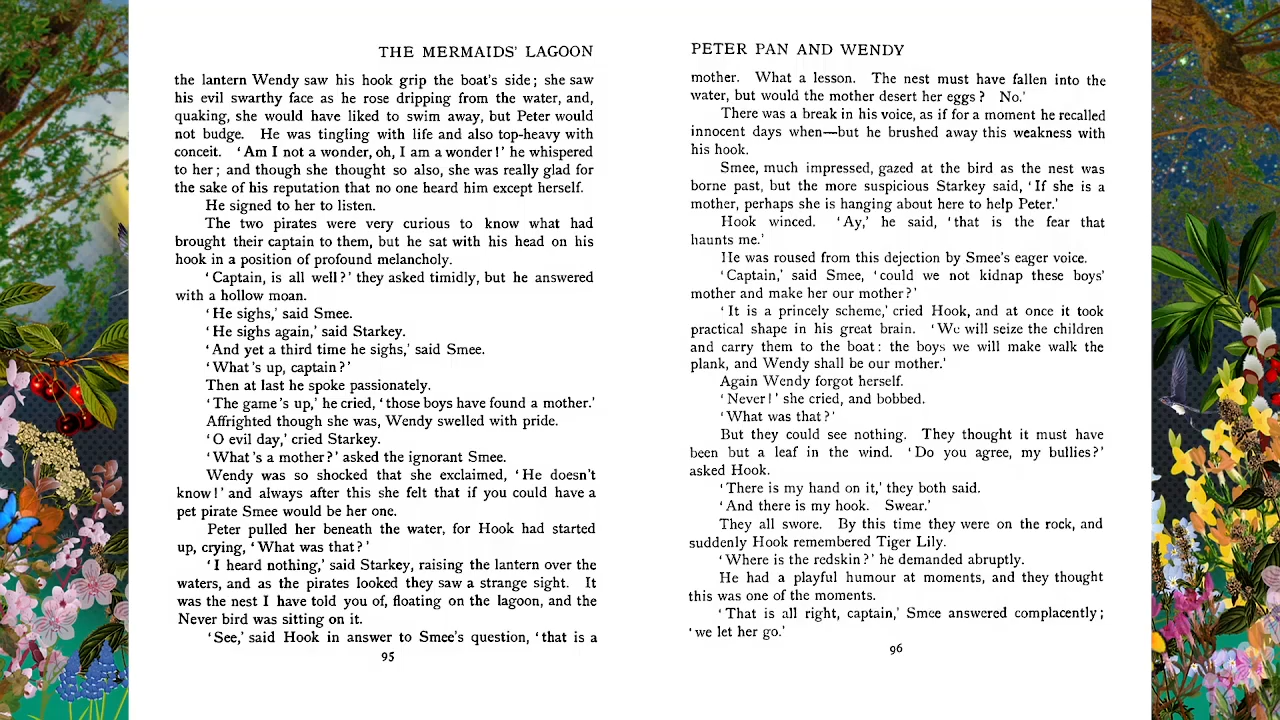 THE MERMAIDS' LAGOON
the lantern Wendy saw his hook grip the boat's side; she saw
his evil swarthy face as he rose dripping from the water, and,
quaking, she would have liked to swim away, but Peter would
not budge. He was tingling with life and also top-heavy with
conceit. 'Am I not a wonder, oh, I am a wonder!' he whispered
to her; and though she thought so also, she was really glad for
the sake of his reputation that no one heard him except herself.
He signed to her to listen.
The two pirates were very curious to know what had
brought their captain to them, but he sat with his head on his
hook in a position of profound melancholy.
'Captain, is all well?' they asked timidly, but he answered
with a hollow moan.
'He sighs,' said Smee.
'He sighs again,' said Starkey.
'And yet a third time he sighs,' said Smee.
'What's up, captain?'
Then at last he spoke passionately.
'The game's up,' he cried, 'those boys have found a mother.'
Affrighted though she was, Wendy swelled with pride.
'O evil day,' cried Starkey.
'What's a mother?' asked the ignorant Smee.
Wendy was so shocked that she exclaimed, 'He doesn't
know!' and always after this she felt that if you could have a
pet pirate Smee would be her one.
Peter pulled her beneath the water, for Hook had started
up, crying, 'What was that?'
'I heard nothing,' said Starkey, raising the lantern over the
waters, and as the pirates looked they saw a strange sight. It
was the nest I have told you of, floating on the lagoon, and the
Never bird was sitting on it.
'See,' said Hook in answer to Smee's question, 'that is a
95
PETER PAN AND WENDY
mother. What a lesson. The nest must have fallen into the
water, but would the mother desert her eggs? No.'
There was a break in his voice, as if for a moment he recalled
innocent days when—but he brushed away this weakness with
his hook.
Smee, much impressed, gazed at the bird as the nest was
borne past, but the more suspicious Starkey said, 'If she is a
mother, perhaps she is hanging about here to help Peter.'
Hook winced. 'Ay,' he said, 'that is the fear that
haunts me.'
He was roused from this dejection by Smee's eager voice.
'Captain,' said Smee, 'could we not kidnap these boys'
mother and make her our mother?'
'It is a princely scheme,' cried Hook, and at once it took
practical shape in his great brain. 'We will seize the children
and carry them to the boat: the boys we will make walk the
plank, and Wendy shall be our mother.'
Again Wendy forgot herself.
'Never!' she cried, and bobbed.
'What was that?'
But they could see nothing. They thought it must have
been but a leaf in the wind. 'Do you agree, my bullies?'
asked Hook.
'There is my hand on it,' they both said.
'And there is my hook. Swear.'
They all swore. By this time they were on the rock, and
suddenly Hook remembered Tiger Lily.
'Where is the redskin?' he demanded abruptly.
He had a playful humour at moments, and they thought
this was one of the moments.
'That is all right, captain,' Smee answered complacently;
'we let her go.'
96